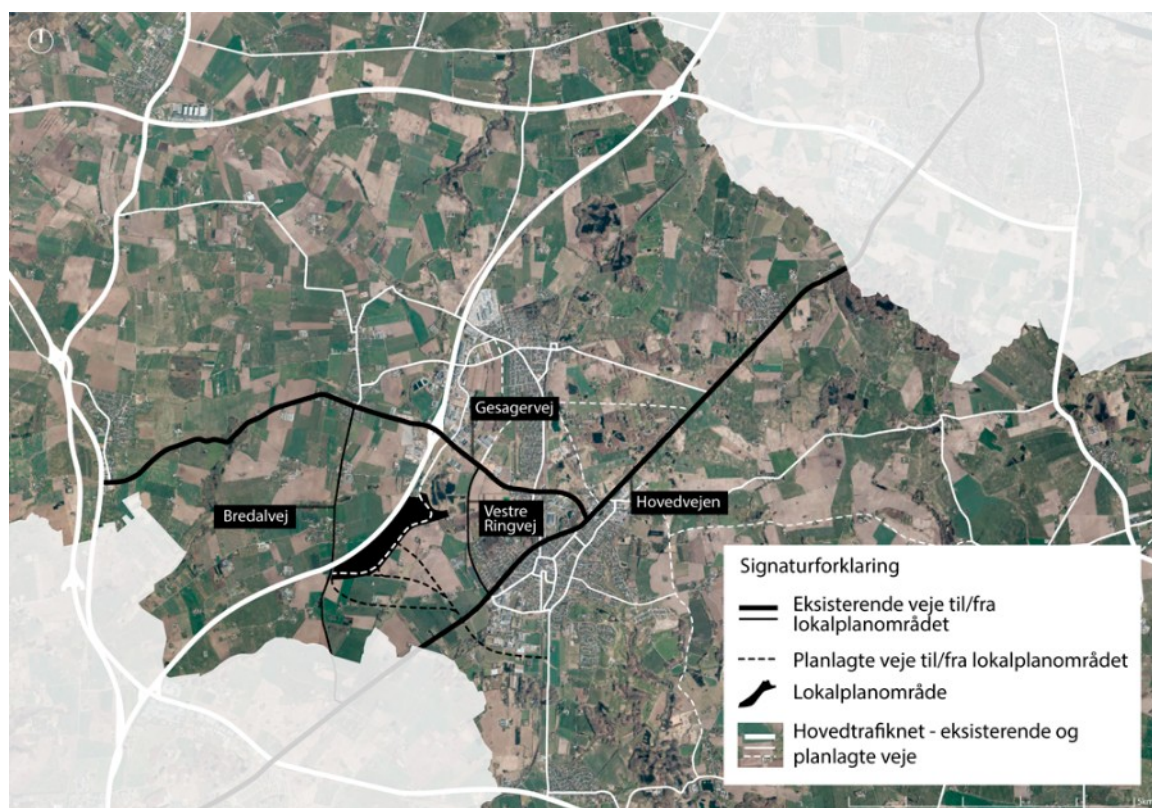 Gesagervej
Bredalvej
Vestre
Ringvej
Hovedvejen
Signaturforklaring
Eksisterende veje til/fra
lokalplanområdet
Planlagte veje til/fra lokalplanområdet
Lokalplanområde
Hovedtrafiknet - eksisterende og
planlagte veje
5km